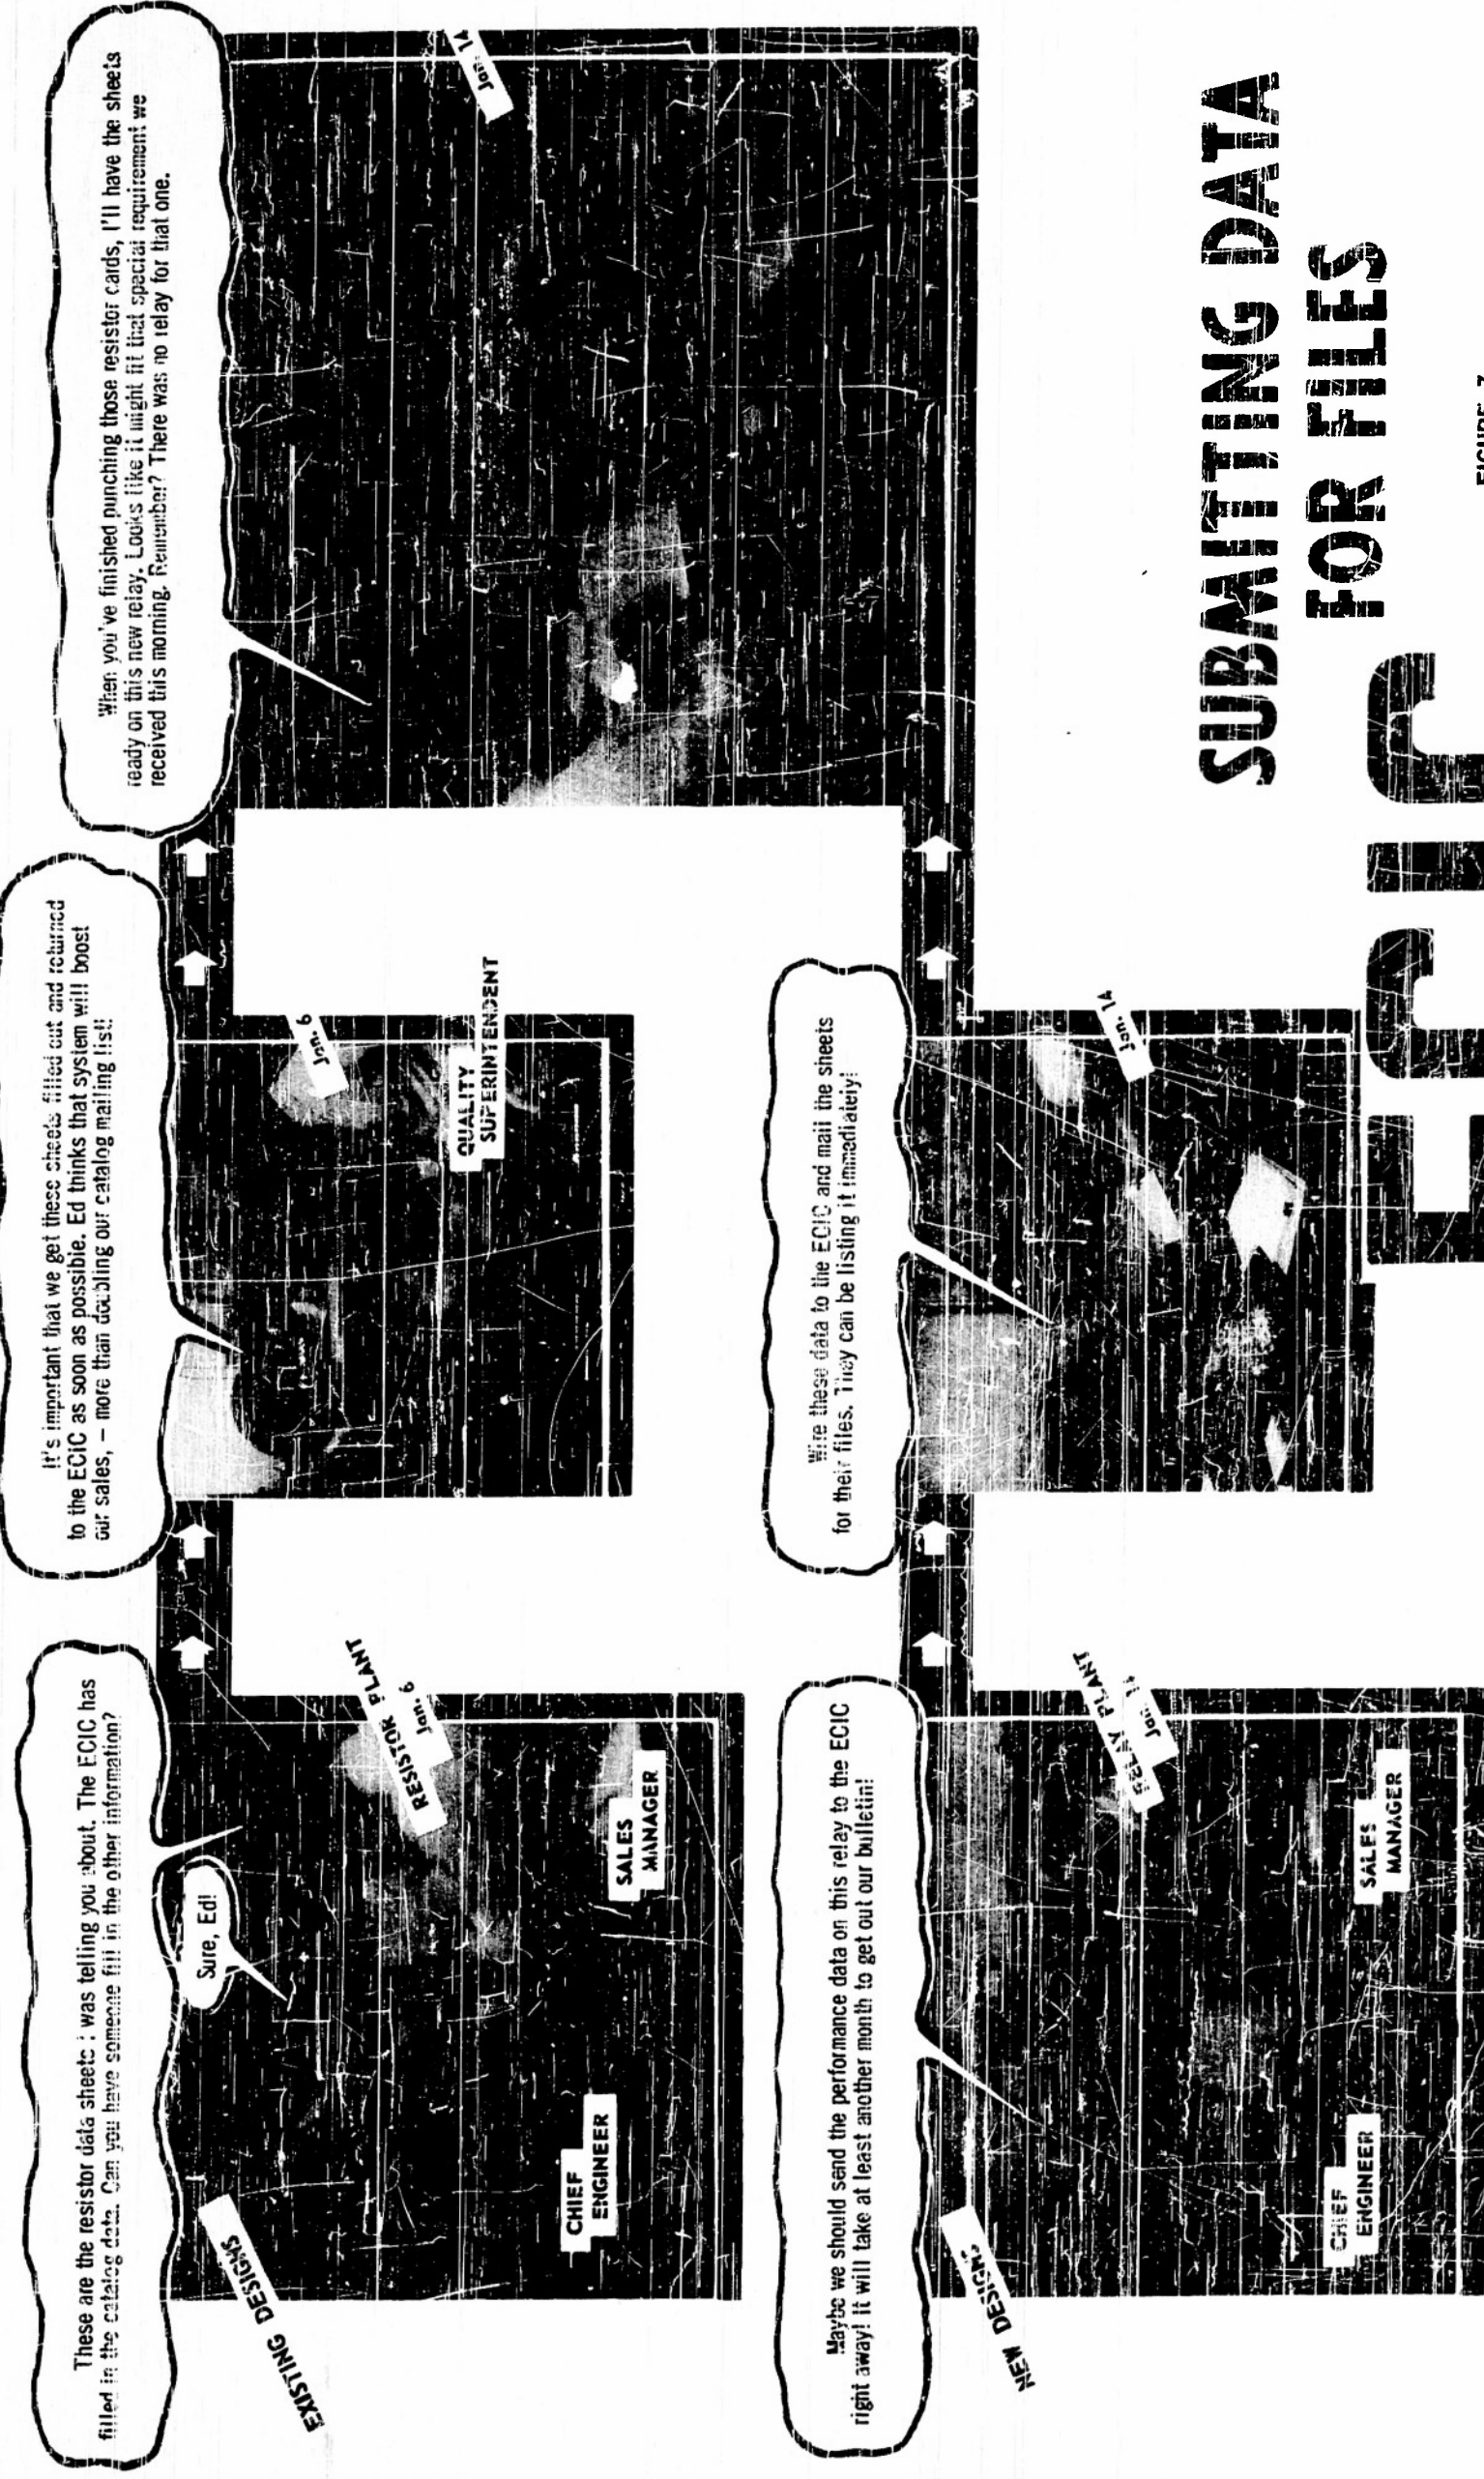 EXISTING DESIGNS
These are the resistor data sheets I was telling you about. The ECIC has
filled in the catalog data. Can you have someone fill in the other information?
Sure, Ed!
RESISTOR PLANT
Jan. 6
CHIEF
ENGINEER
SALES
MANAGER
It's important that we get these sheets filled out and returned
to the ECIC as soon as possible. Ed thinks that system will boost
our sales, – more than doubling our catalog mailing list!
Jan. 6
QUALITY
SUPERINTENDENT
When you've finished punching those resistor cards, I'll have the sheets
ready on this new relay. Looks like it might fit that special requirement we
received this morning. Remember? There was no relay for that one.
Jan. 14
NEW DESIGNS
Maybe we should send the performance data on this relay to the ECIC
right away! It will take at least another month to get out our bulletin!
RELAY PLANT
Jan. 14
CHIEF
ENGINEER
SALES
MANAGER
Wire these data to the ECIC and mail the sheets
for their files. They can be listing it immediately!
Jan. 14
SUBMITTING DATA
FOR FILES
ECIC
FIGURE 7